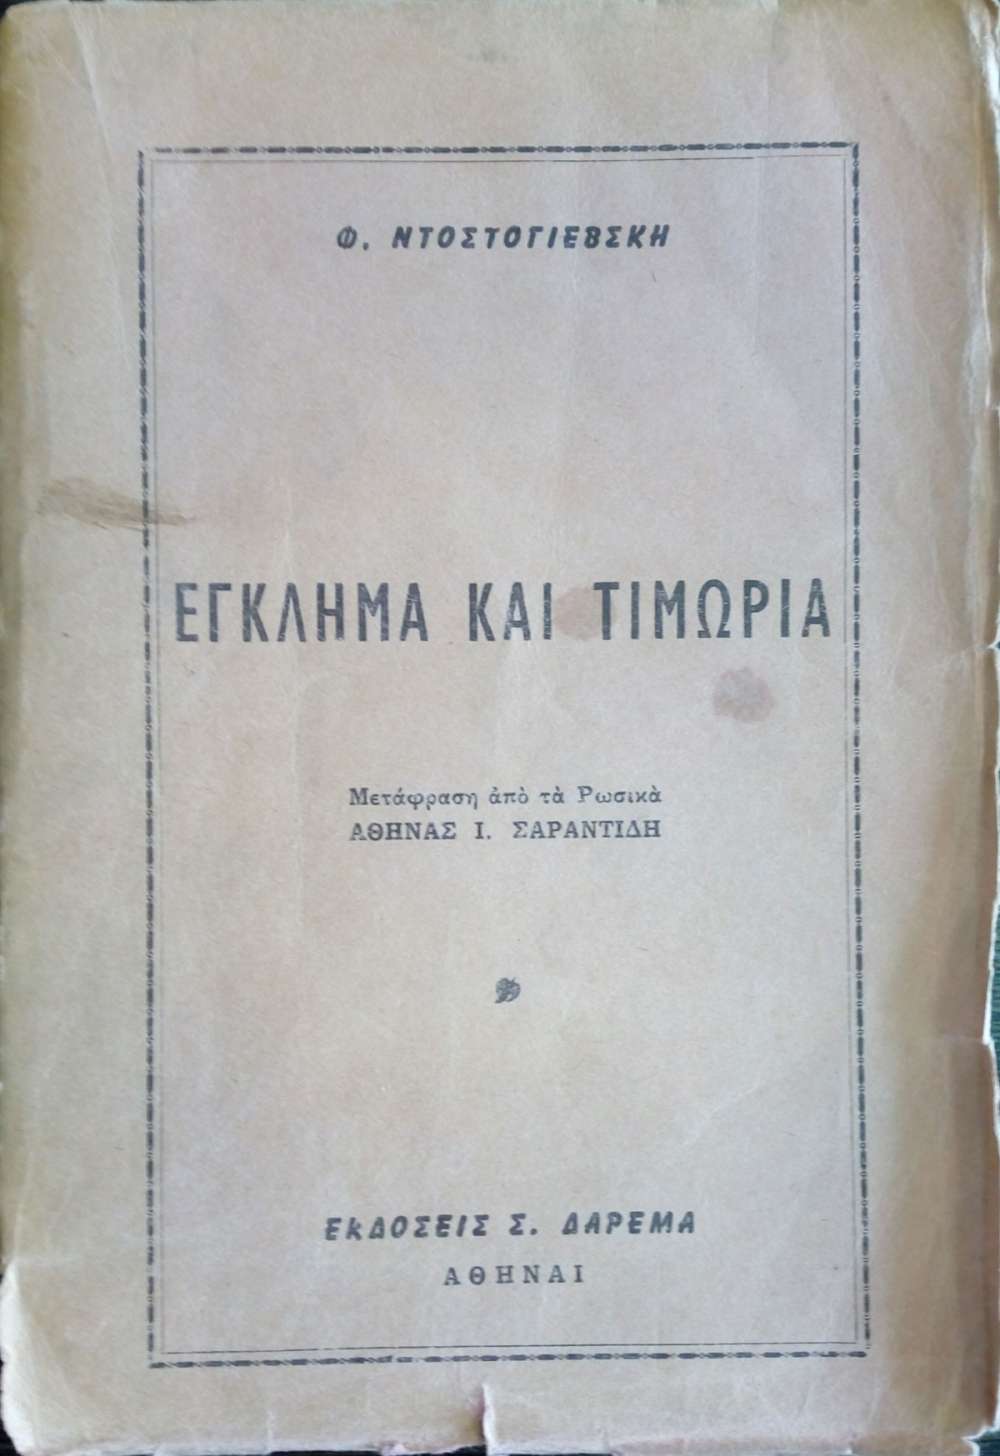 Φ. ΝΤΟΣΤΟΓΙΕΒΣΚΗ
ΕΓΚΛΗΜΑ ΚΑΙ ΤΙΜΩΡΙΑ
Μετάφραση ἀπὸ τὰ Ρωσικὰ
ΑΘΗΝΑΣ Ι. ΣΑΡΑΝΤΙΔΗ
ΕΚΔΟΣΕΙΣ Σ. ΔΑΡΕΜΑ
ΑΘΗΝΑΙ